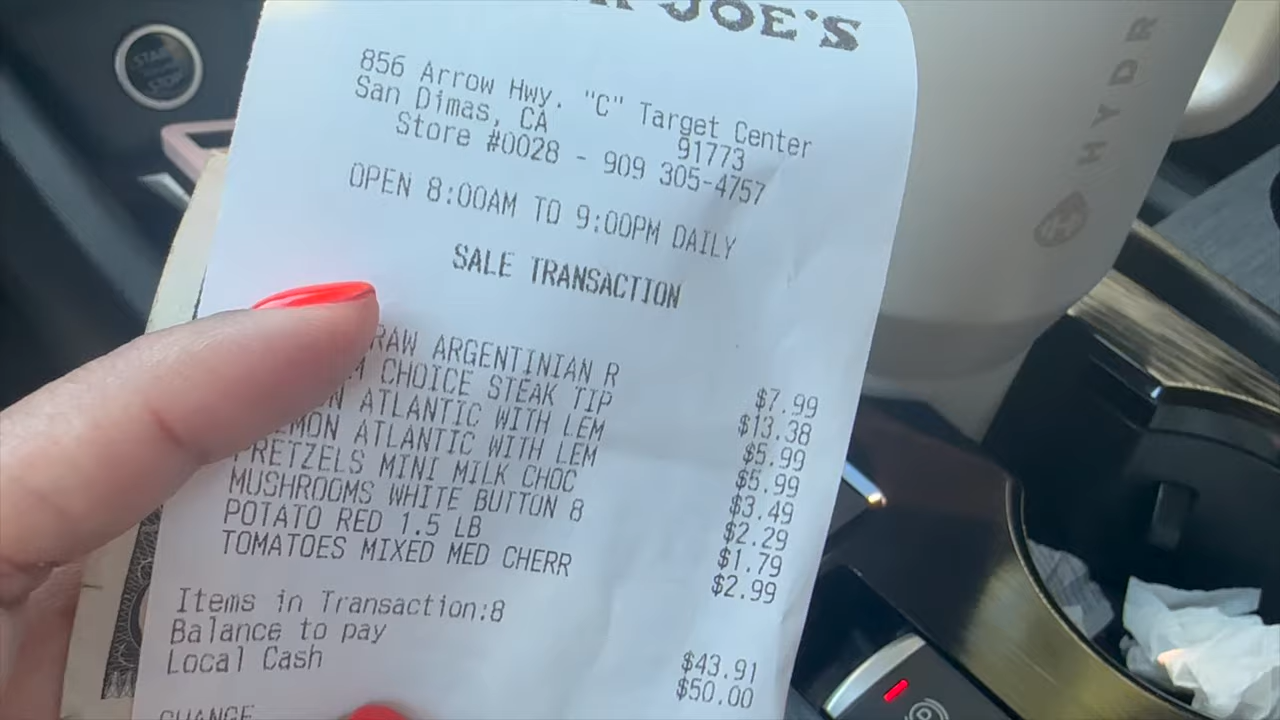 JOE'S
856 Arrow Hwy. "C" Target Center
San Dimas, CA 91773
Store #0028 - 909 305-4757
OPEN 8:00AM TO 9:00PM DAILY
SALE TRANSACTION
RAW ARGENTINIAN R $7.99
CHOICE STEAK TIP $13.38
ATLANTIC WITH LEM $5.99
ATLANTIC WITH LEM $5.99
PRETZELS MINI MILK CHOC $3.49
MUSHROOMS WHITE BUTTON 8 $2.29
POTATO RED 1.5 LB $1.79
TOMATOES MIXED MED CHERR $2.99
Items in Transaction:8
Balance to pay $43.91
Local Cash $50.00
CHANGE
START
STOP
HYDR